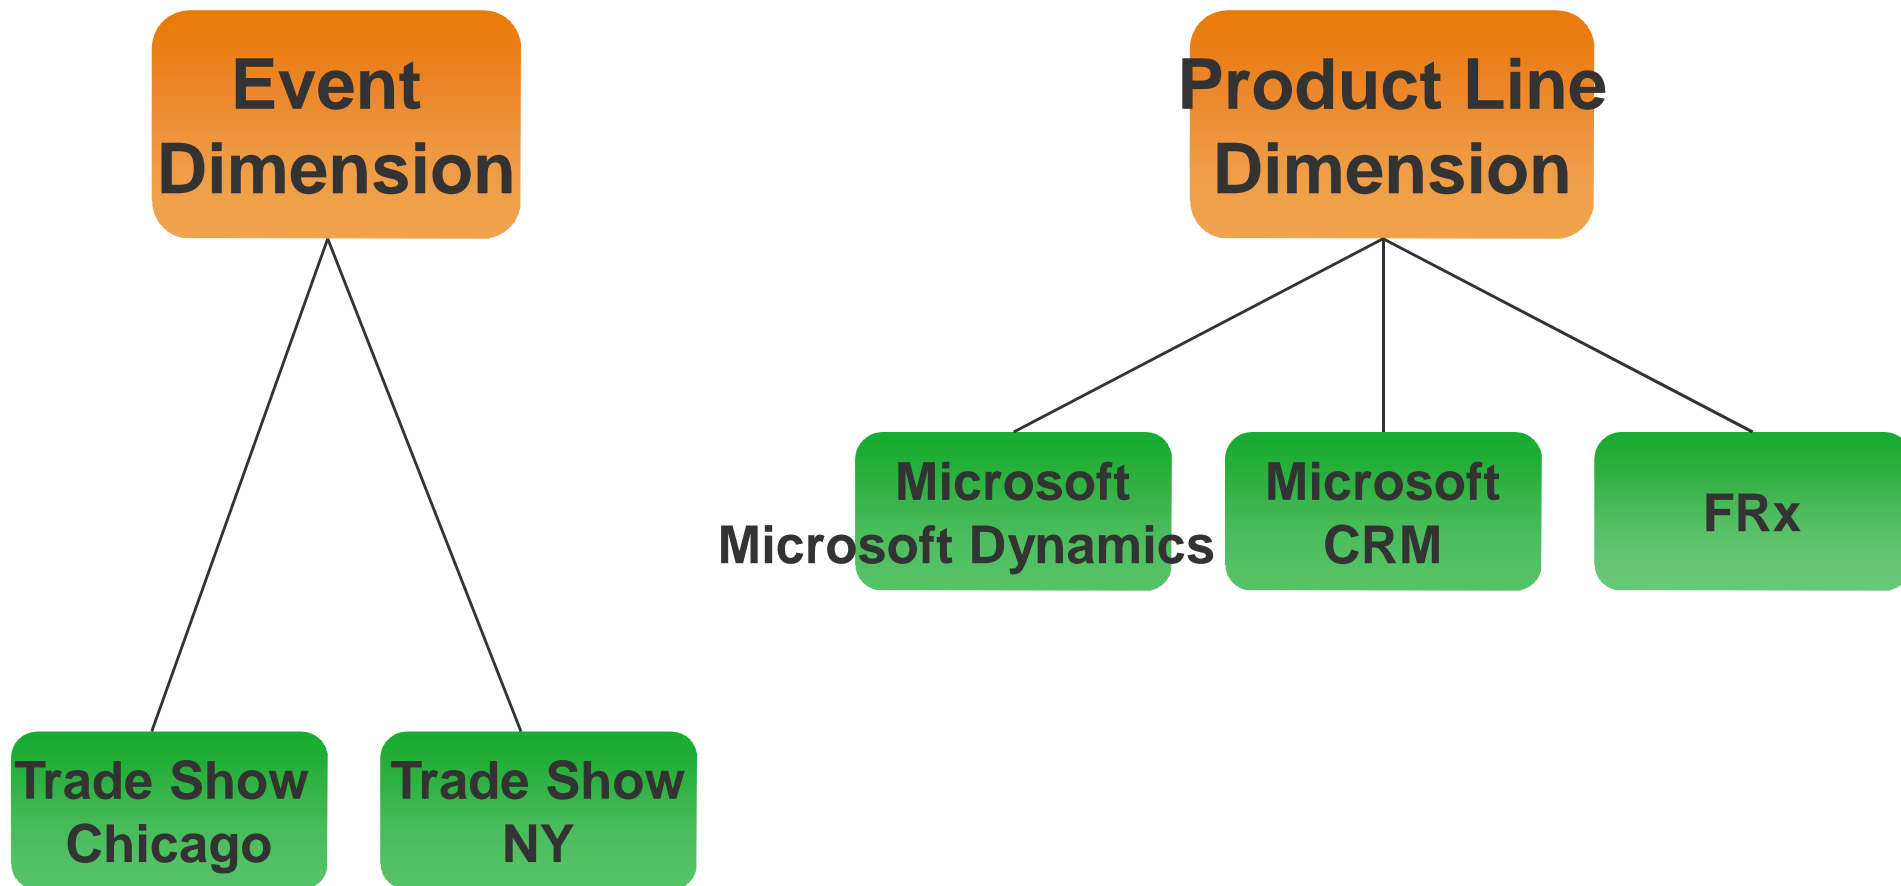 Event
Dimension
Product Line
Dimension
Microsoft
Microsoft Dynamics
Microsoft
CRM
FRx
Trade Show
Chicago
Trade Show
NY